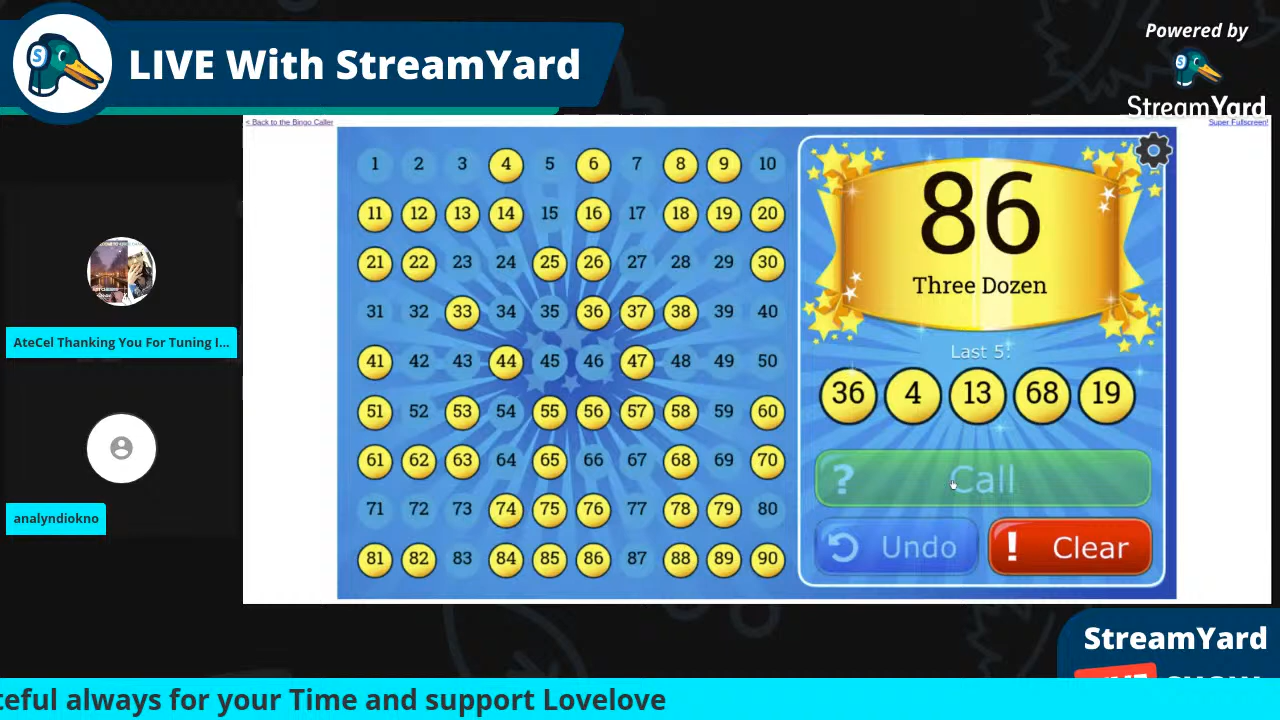 LIVE With StreamYard
Powered by
StreamYard
< Back to the Bingo Caller
Super Fullscreen!
1 2 3 4 5 6 7 8 9 10
11 12 13 14 15 16 17 18 19 20
21 22 23 24 25 26 27 28 29 30
31 32 33 34 35 36 37 38 39 40
41 42 43 44 45 46 47 48 49 50
51 52 53 54 55 56 57 58 59 60
61 62 63 64 65 66 67 68 69 70
71 72 73 74 75 76 77 78 79 80
81 82 83 84 85 86 87 88 89 90
86
Three Dozen
Last 5:
36 4 13 68 19
? Call
Undo
! Clear
AteCel Thanking You For Tuning I...
analyndiokno
StreamYard
teful always for your Time and support Lovelove